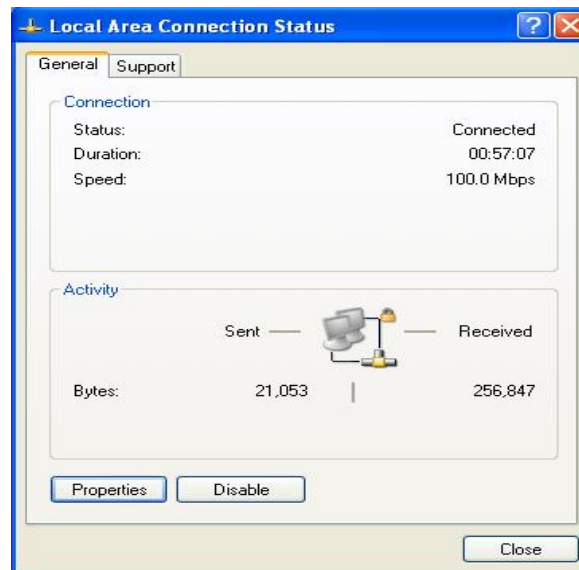 Local Area Connection Status
General Support
Connection
Status: Connected
Duration: 00:57:07
Speed: 100.0 Mbps
Activity
Sent Received
Bytes: 21,053 256,847
Properties Disable
Close